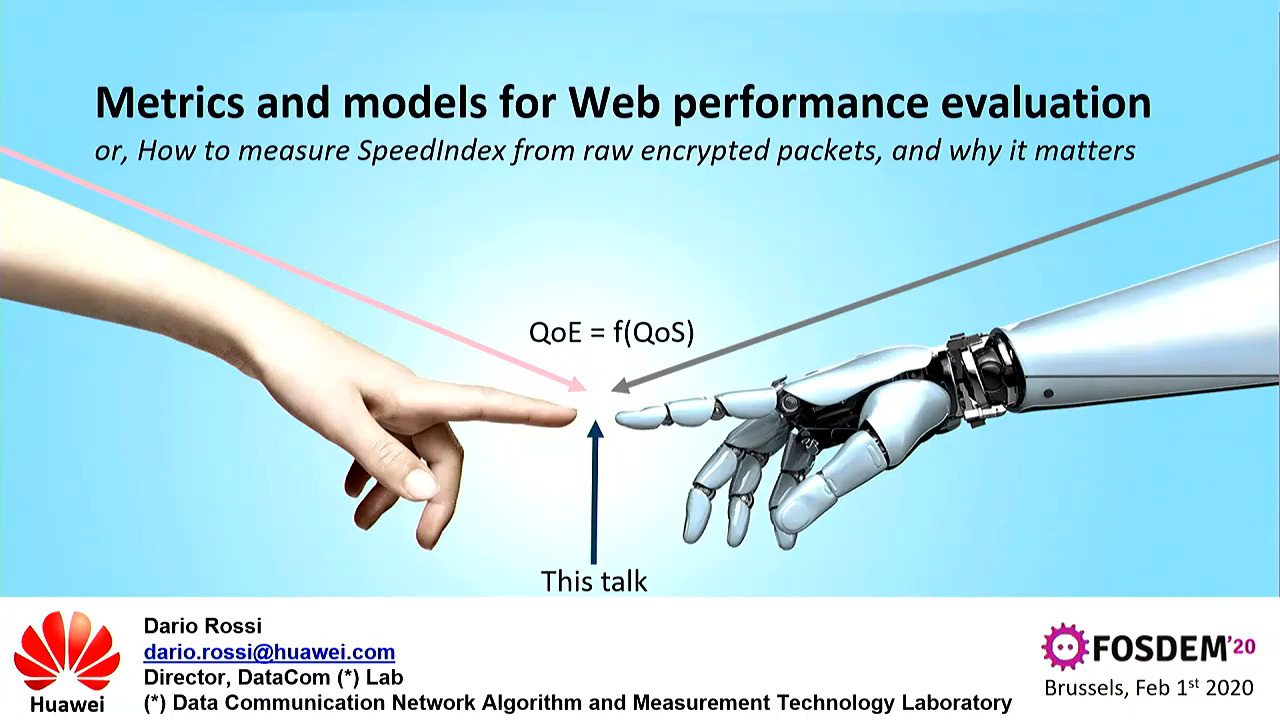 Metrics and models for Web performance evaluation
or, How to measure SpeedIndex from raw encrypted packets, and why it matters
QoE = f(QoS)
This talk
Dario Rossi
dario.rossi@huawei.com
Director, DataCom (*) Lab
(*) Data Communication Network Algorithm and Measurement Technology Laboratory
Huawei
FOSDEM'20
Brussels, Feb 1st 2020